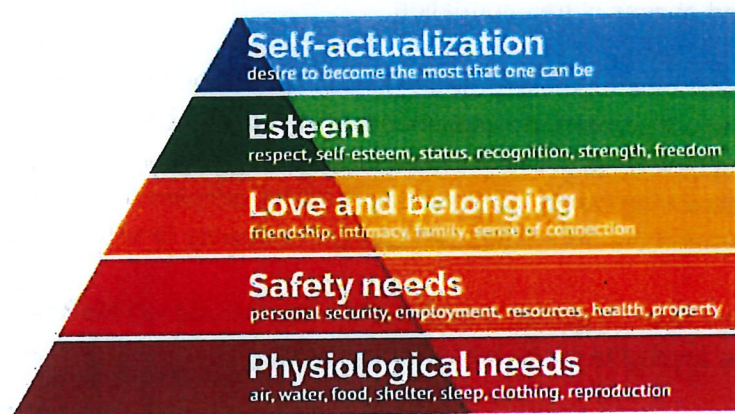 Self-actualization
desire to become the most that one can be
Esteem
respect, self-esteem, status, recognition, strength, freedom
Love and belonging
friendship, intimacy, family, sense of connection
Safety needs
personal security, employment, resources, health, property
Physiological needs
air, water, food, shelter, sleep, clothing, reproduction